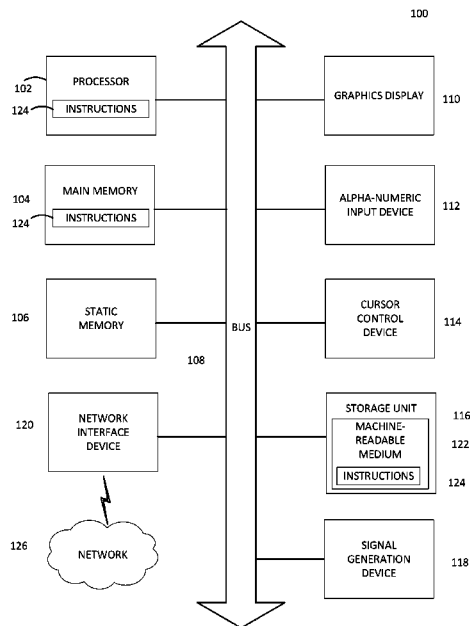 100
PROCESSOR
102
124
INSTRUCTIONS
GRAPHICS DISPLAY
110
MAIN MEMORY
104
124
INSTRUCTIONS
ALPHA-NUMERIC
INPUT DEVICE
112
STATIC
MEMORY
106
BUS
108
CURSOR
CONTROL
DEVICE
114
NETWORK
INTERFACE
DEVICE
120
STORAGE UNIT
116
MACHINE-
READABLE
MEDIUM
122
INSTRUCTIONS
124
NETWORK
126
SIGNAL
GENERATION
DEVICE
118